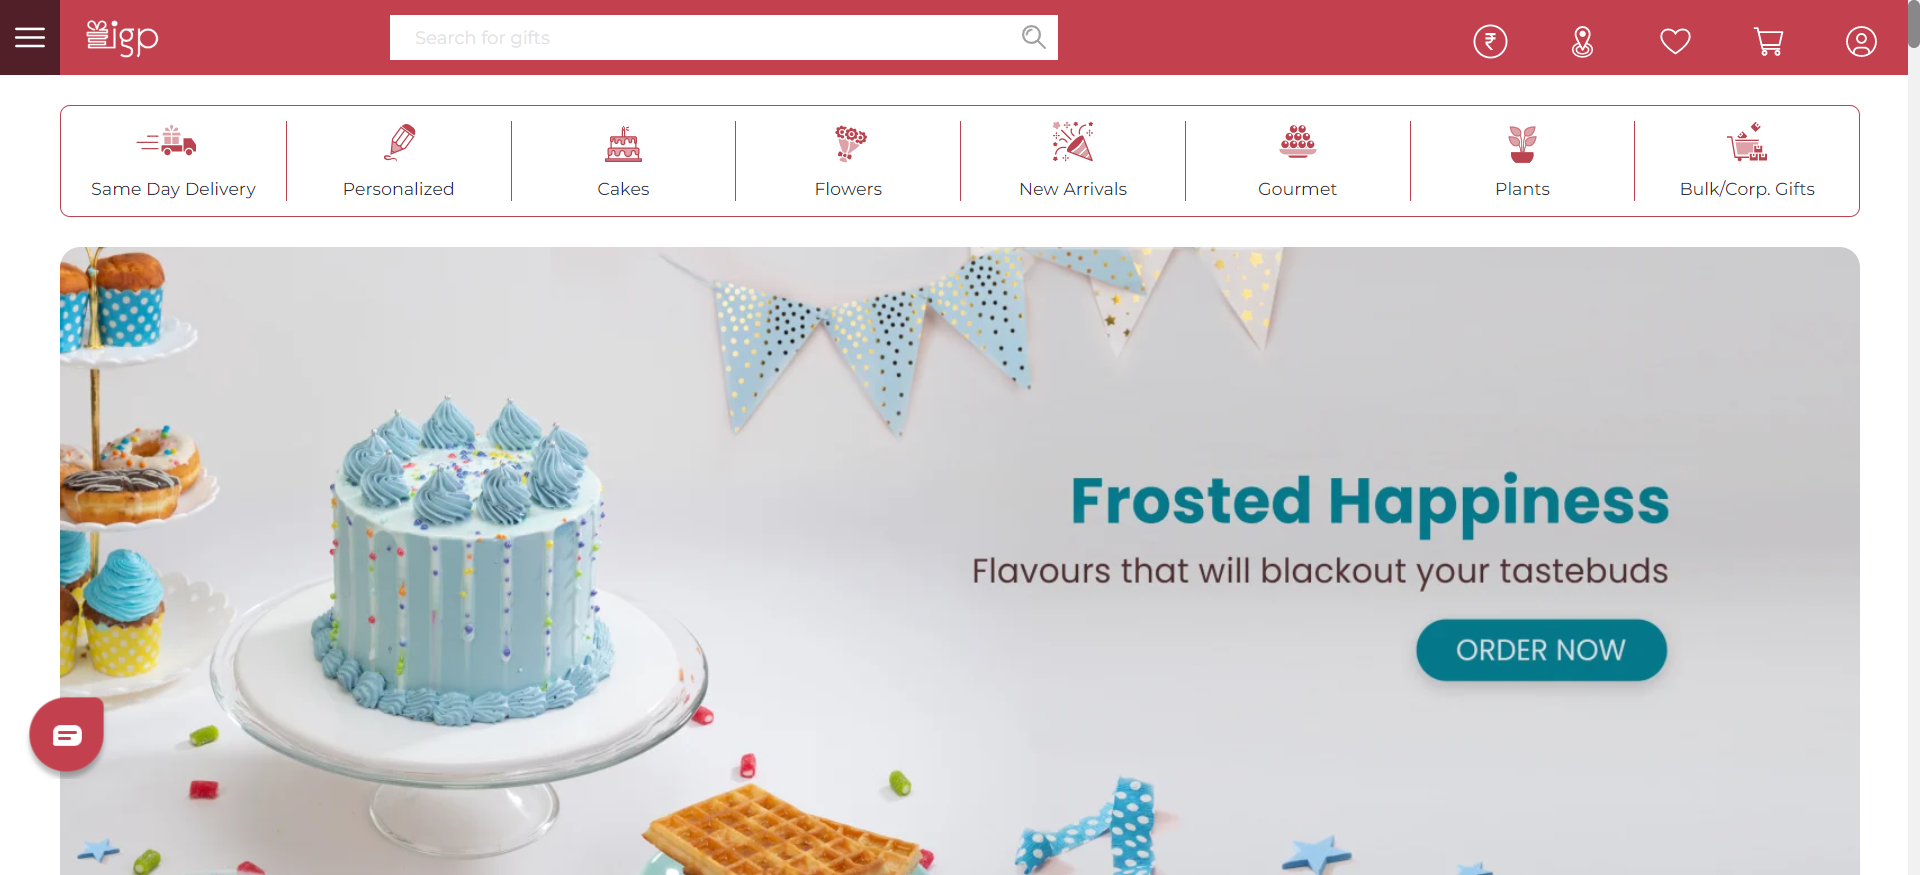 igp
Search for gifts
₹
Same Day Delivery
Personalized
Cakes
Flowers
New Arrivals
Gourmet
Plants
Bulk/Corp. Gifts
Frosted Happiness
Flavours that will blackout your tastebuds
ORDER NOW